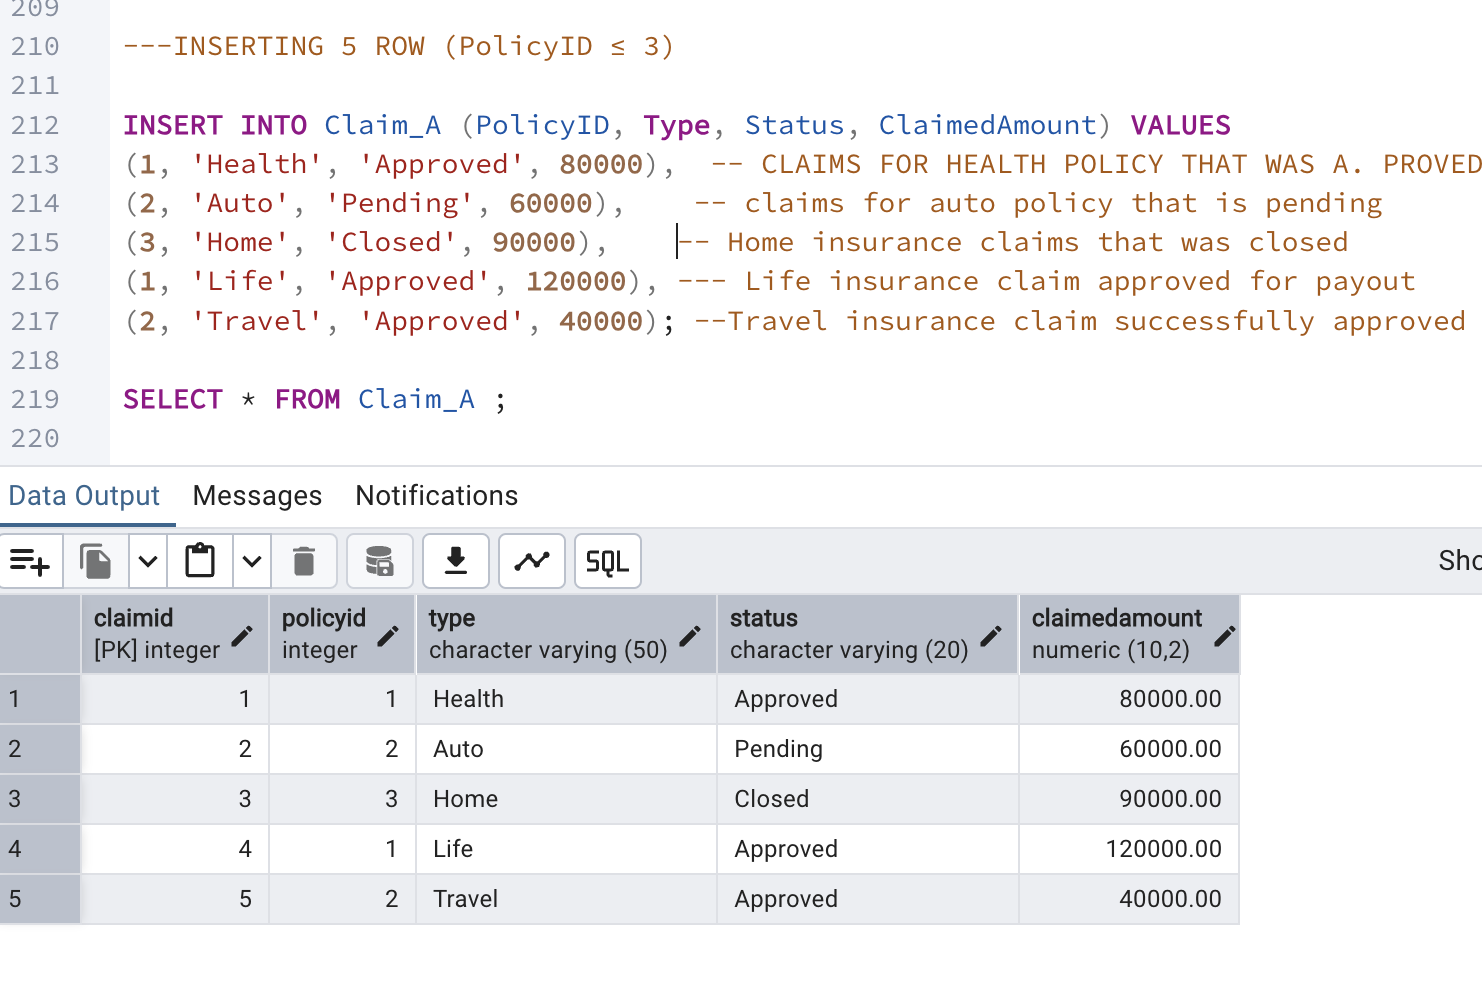 209
210 ---INSERTING 5 ROW (PolicyID ≤ 3)
211
212 INSERT INTO Claim_A (PolicyID, Type, Status, ClaimedAmount) VALUES
213 (1, 'Health', 'Approved', 80000),  -- CLAIMS FOR HEALTH POLICY THAT WAS A. PROVED
214 (2, 'Auto', 'Pending', 60000),    -- claims for auto policy that is pending
215 (3, 'Home', 'Closed', 90000),    -- Home insurance claims that was closed
216 (1, 'Life', 'Approved', 120000), --- Life insurance claim approved for payout
217 (2, 'Travel', 'Approved', 40000); --Travel insurance claim successfully approved
218
219 SELECT * FROM Claim_A ;
220
Data Output Messages Notifications
SQL Sho
claimid policyid type status claimedamount
[PK] integer integer character varying (50) character varying (20) numeric (10,2)
1 1 1 Health Approved 80000.00
2 2 2 Auto Pending 60000.00
3 3 3 Home Closed 90000.00
4 4 1 Life Approved 120000.00
5 5 2 Travel Approved 40000.00